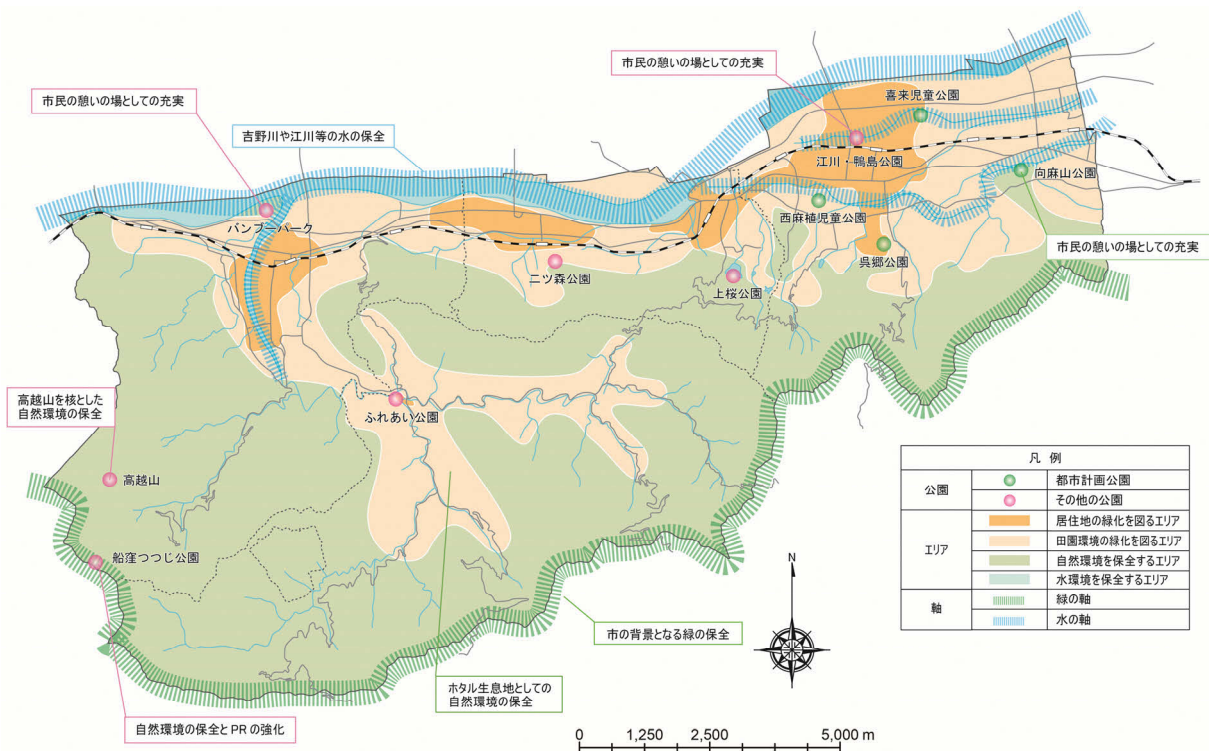 市民の憩いの場としての充実
吉野川や江川等の水の保全
市民の憩いの場としての充実
喜来児童公園
江川・鴨島公園
向麻山公園
西麻植児童公園
市民の憩いの場としての充実
呉郷公園
バンブーパーク
二ツ森公園
上桜公園
高越山を核とした
自然環境の保全
ふれあい公園
高越山
船窪つつじ公園
市の背景となる緑の保全
ホタル生息地としての
自然環境の保全
自然環境の保全とPRの強化
凡 例
公園
都市計画公園
その他の公園
エリア
居住地の緑化を図るエリア
田園環境の緑化を図るエリア
自然環境を保全するエリア
水環境を保全するエリア
軸
緑の軸
水の軸
N
0 1,250 2,500 5,000 m